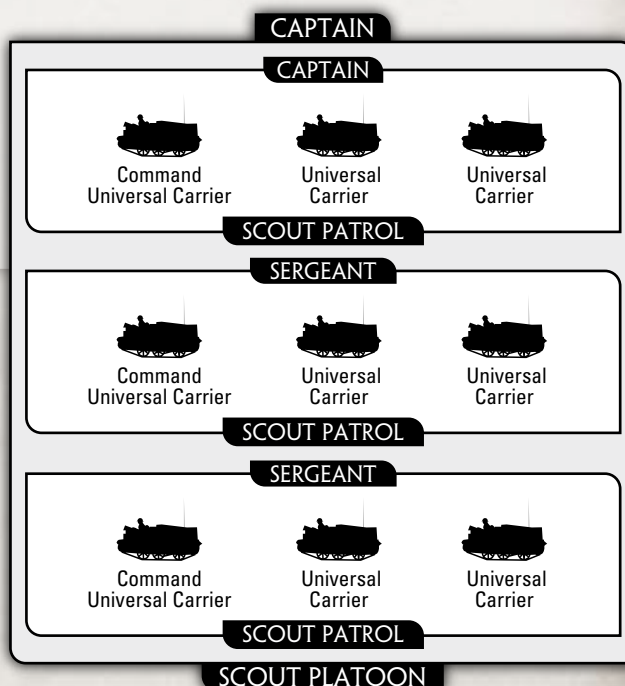 CAPTAIN
CAPTAIN
Command
Universal Carrier
Universal
Carrier
Universal
Carrier
SCOUT PATROL
SERGEANT
Command
Universal Carrier
Universal
Carrier
Universal
Carrier
SCOUT PATROL
SERGEANT
Command
Universal Carrier
Universal
Carrier
Universal
Carrier
SCOUT PATROL
SCOUT PLATOON